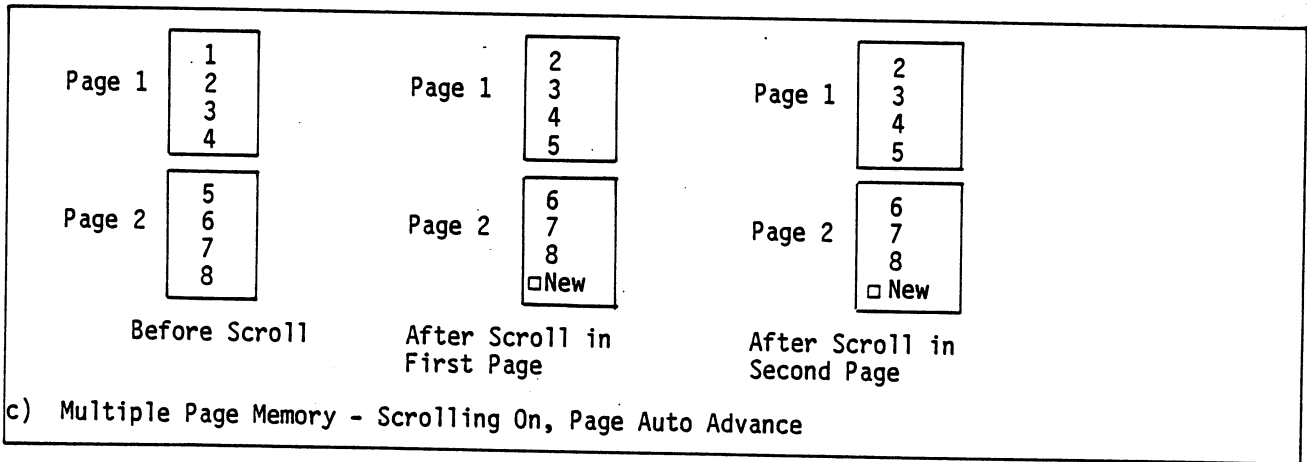 Page 1
1
2
3
4
Page 2
5
6
7
8
Before Scroll
Page 1
2
3
4
5
Page 2
6
7
8
□New
After Scroll in
First Page
Page 1
2
3
4
5
Page 2
6
7
8
□ New
After Scroll in
Second Page
c) Multiple Page Memory - Scrolling On, Page Auto Advance